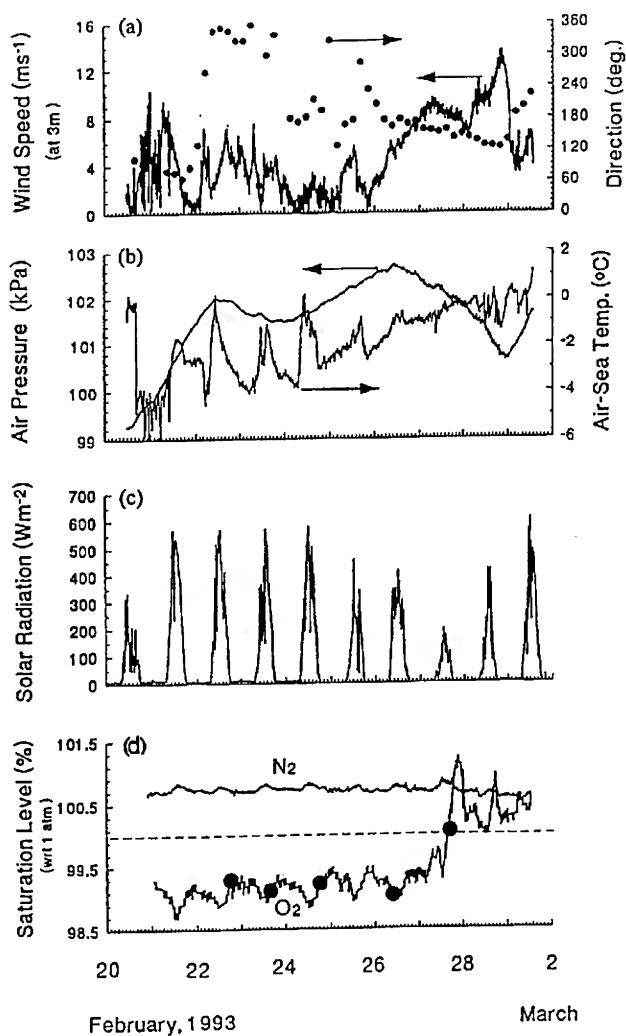 (a)
Wind Speed (ms-1)
(at 3m)
16
12
8
4
0
360
300
240
180
120
60
0
Direction
(deg.)
(b)
Air Pressure (kPa)
103
102
101
100
99
2
0
-2
-4
-6
Air-Sea Temp. (oC)
(c)
Solar Radiation (Wm-2)
700
600
500
400
300
200
100
0
(d)
Saturation Level (%)
(wrt 1 atm)
101.5
100.5
99.5
98.5
N2
O2
20 22 24 26 28 2
February, 1993 March